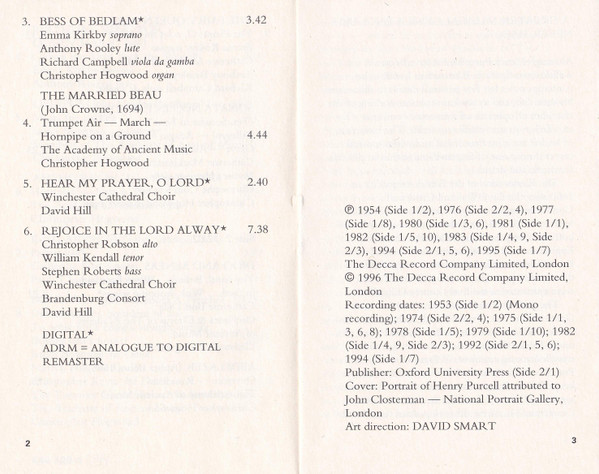 3. BESS OF BEDLAM* 3.42
Emma Kirkby soprano
Anthony Rooley lute
Richard Campbell viola da gamba
Christopher Hogwood organ
THE MARRIED BEAU
(John Crowne, 1694)
4. Trumpet Air — March —
Hornpipe on a Ground 4.44
The Academy of Ancient Music
Christopher Hogwood
5. HEAR MY PRAYER, O LORD* 2.40
Winchester Cathedral Choir
David Hill
6. REJOICE IN THE LORD ALWAY* 7.38
Christopher Robson alto
William Kendall tenor
Stephen Roberts bass
Winchester Cathedral Choir
Brandenburg Consort
David Hill
DIGITAL*
ADRM = ANALOGUE TO DIGITAL
REMASTER
2
℗ 1954 (Side 1/2), 1976 (Side 2/2, 4), 1977
(Side 1/8), 1980 (Side 1/3, 6), 1981 (Side 1/1),
1982 (Side 1/5, 10), 1983 (Side 1/4, 9, Side
2/3), 1994 (Side 2/1, 5, 6), 1995 (Side 1/7)
The Decca Record Company Limited, London
© 1996 The Decca Record Company Limited,
London
Recording dates: 1953 (Side 1/2) (Mono
recording); 1974 (Side 2/2, 4); 1975 (Side 1/1,
3, 6, 8); 1978 (Side 1/5); 1979 (Side 1/10); 1982
(Side 1/4, 9, Side 2/3); 1992 (Side 2/1, 5, 6);
1994 (Side 1/7)
Publisher: Oxford University Press (Side 2/1)
Cover: Portrait of Henry Purcell attributed to
John Closterman — National Portrait Gallery,
London
Art direction: DAVID SMART
3